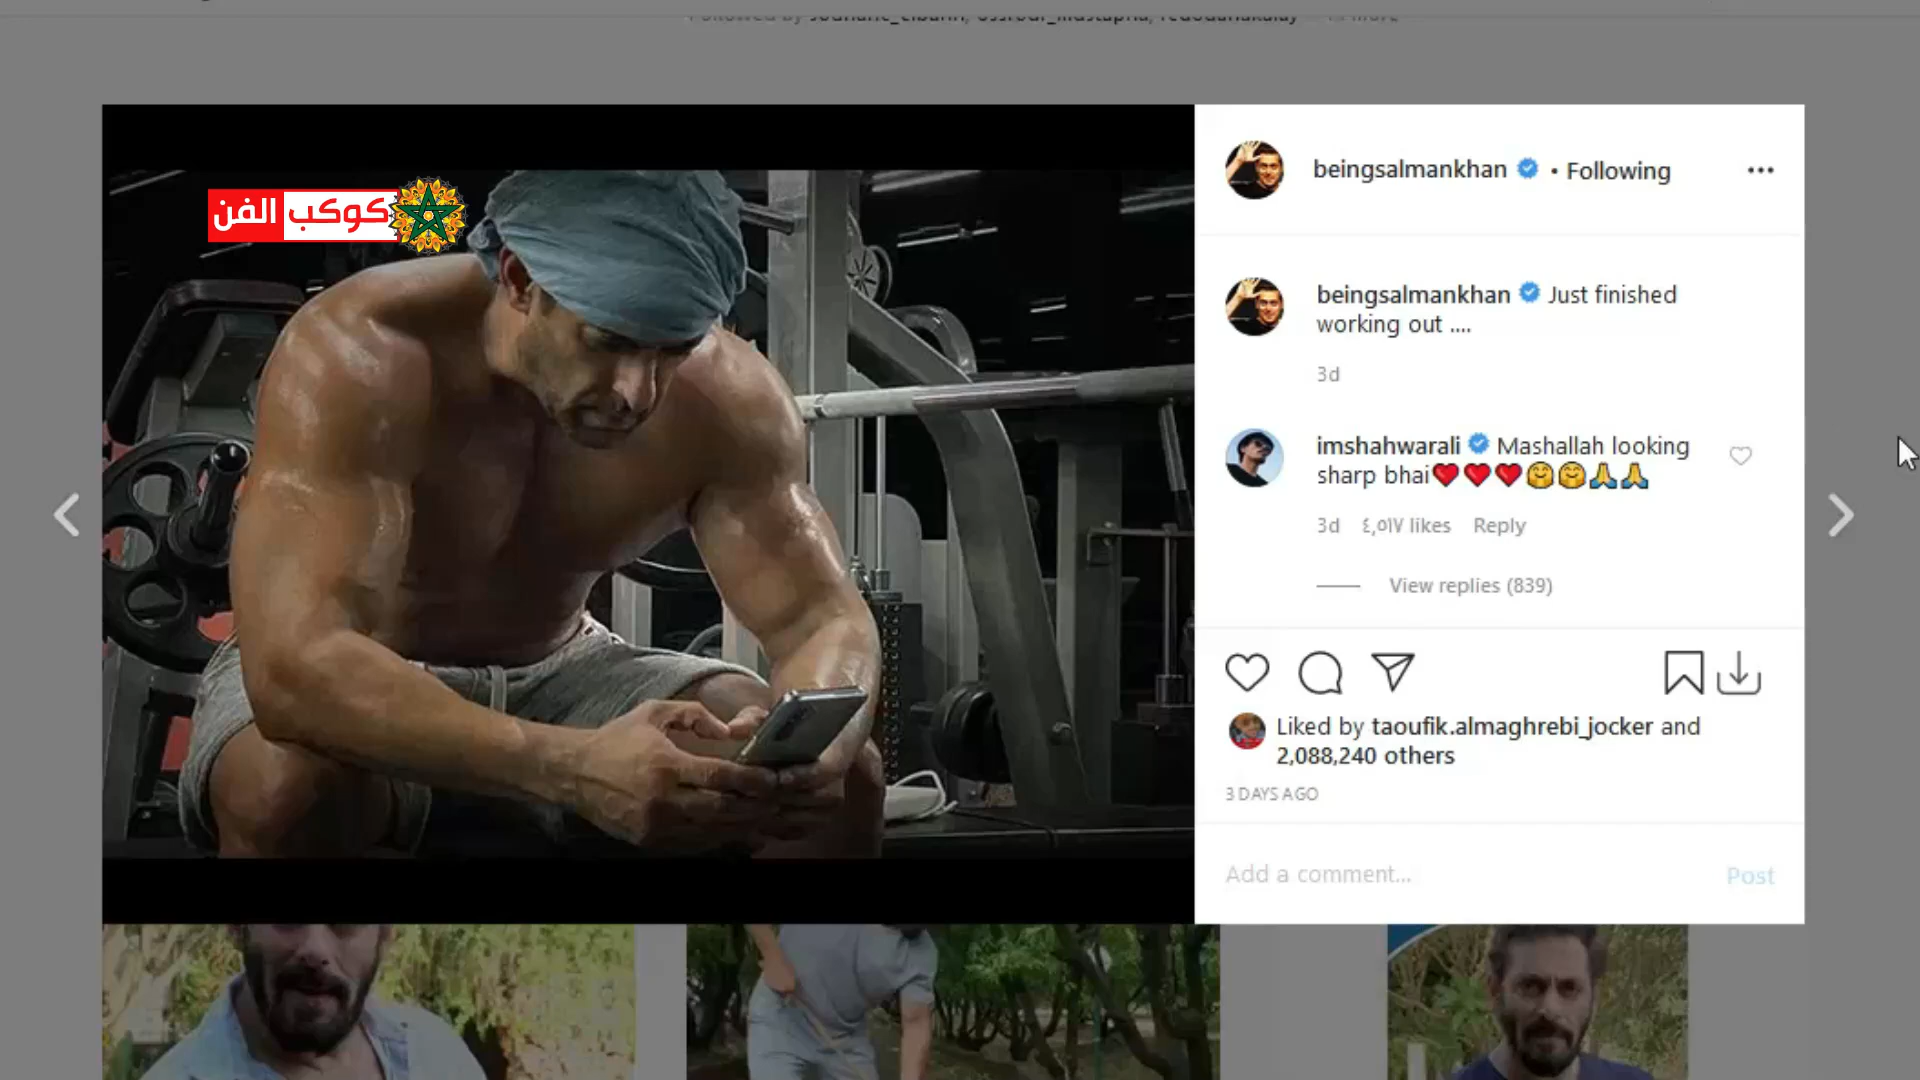 كوكب الفن
beingsalmankhan • Following
beingsalmankhan Just finished
working out ....
3d
imshahwarali Mashallah looking
sharp bhai❤️❤️❤️🤗🤗🙏🙏
3d ٤,٥١٧ likes Reply
View replies (839)
Liked by taoufik.almaghrebi_jocker and
2,088,240 others
3 DAYS AGO
Add a comment... Post